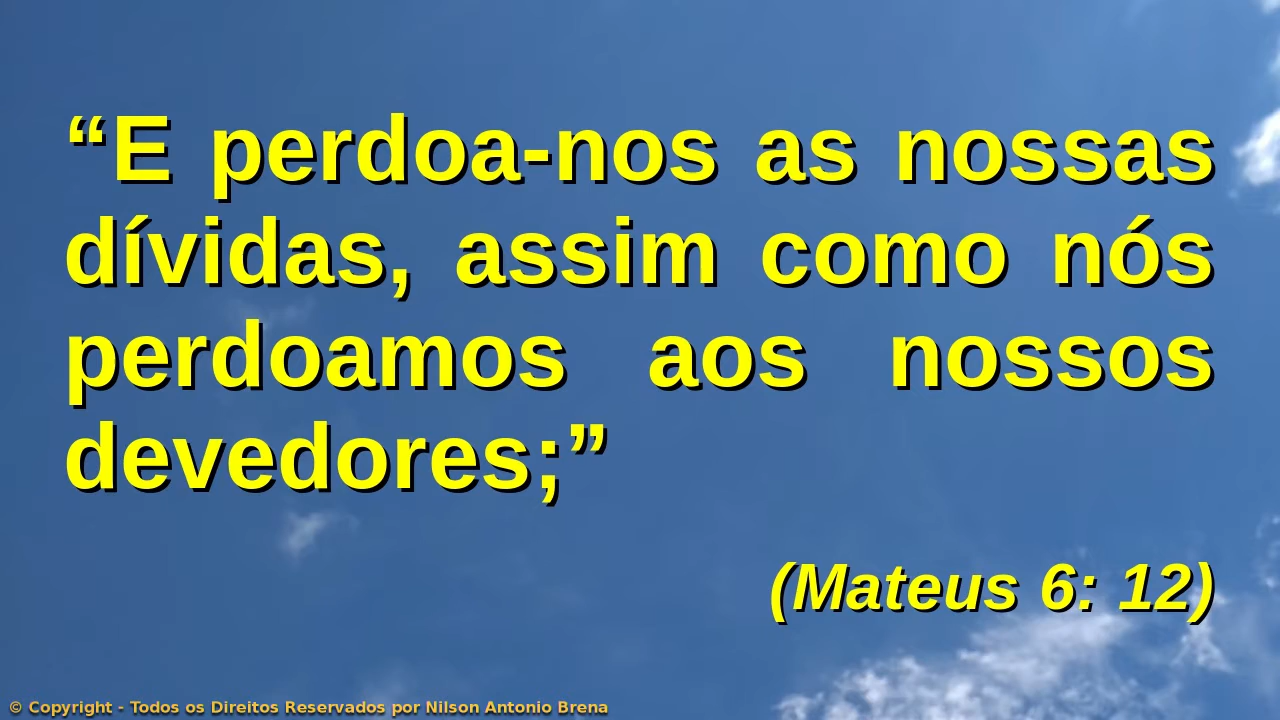 “E perdoa-nos as nossas
dívidas, assim como nós
perdoamos aos nossos
devedores;”
(Mateus 6: 12)
© Copyright - Todos os Direitos Reservados por Nilson Antonio Brena